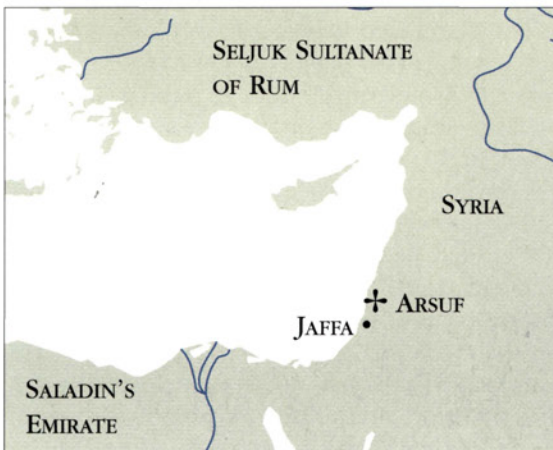 SELJUK SULTANATE
OF RUM
SYRIA
ARSUF
JAFFA
SALADIN'S
EMIRATE